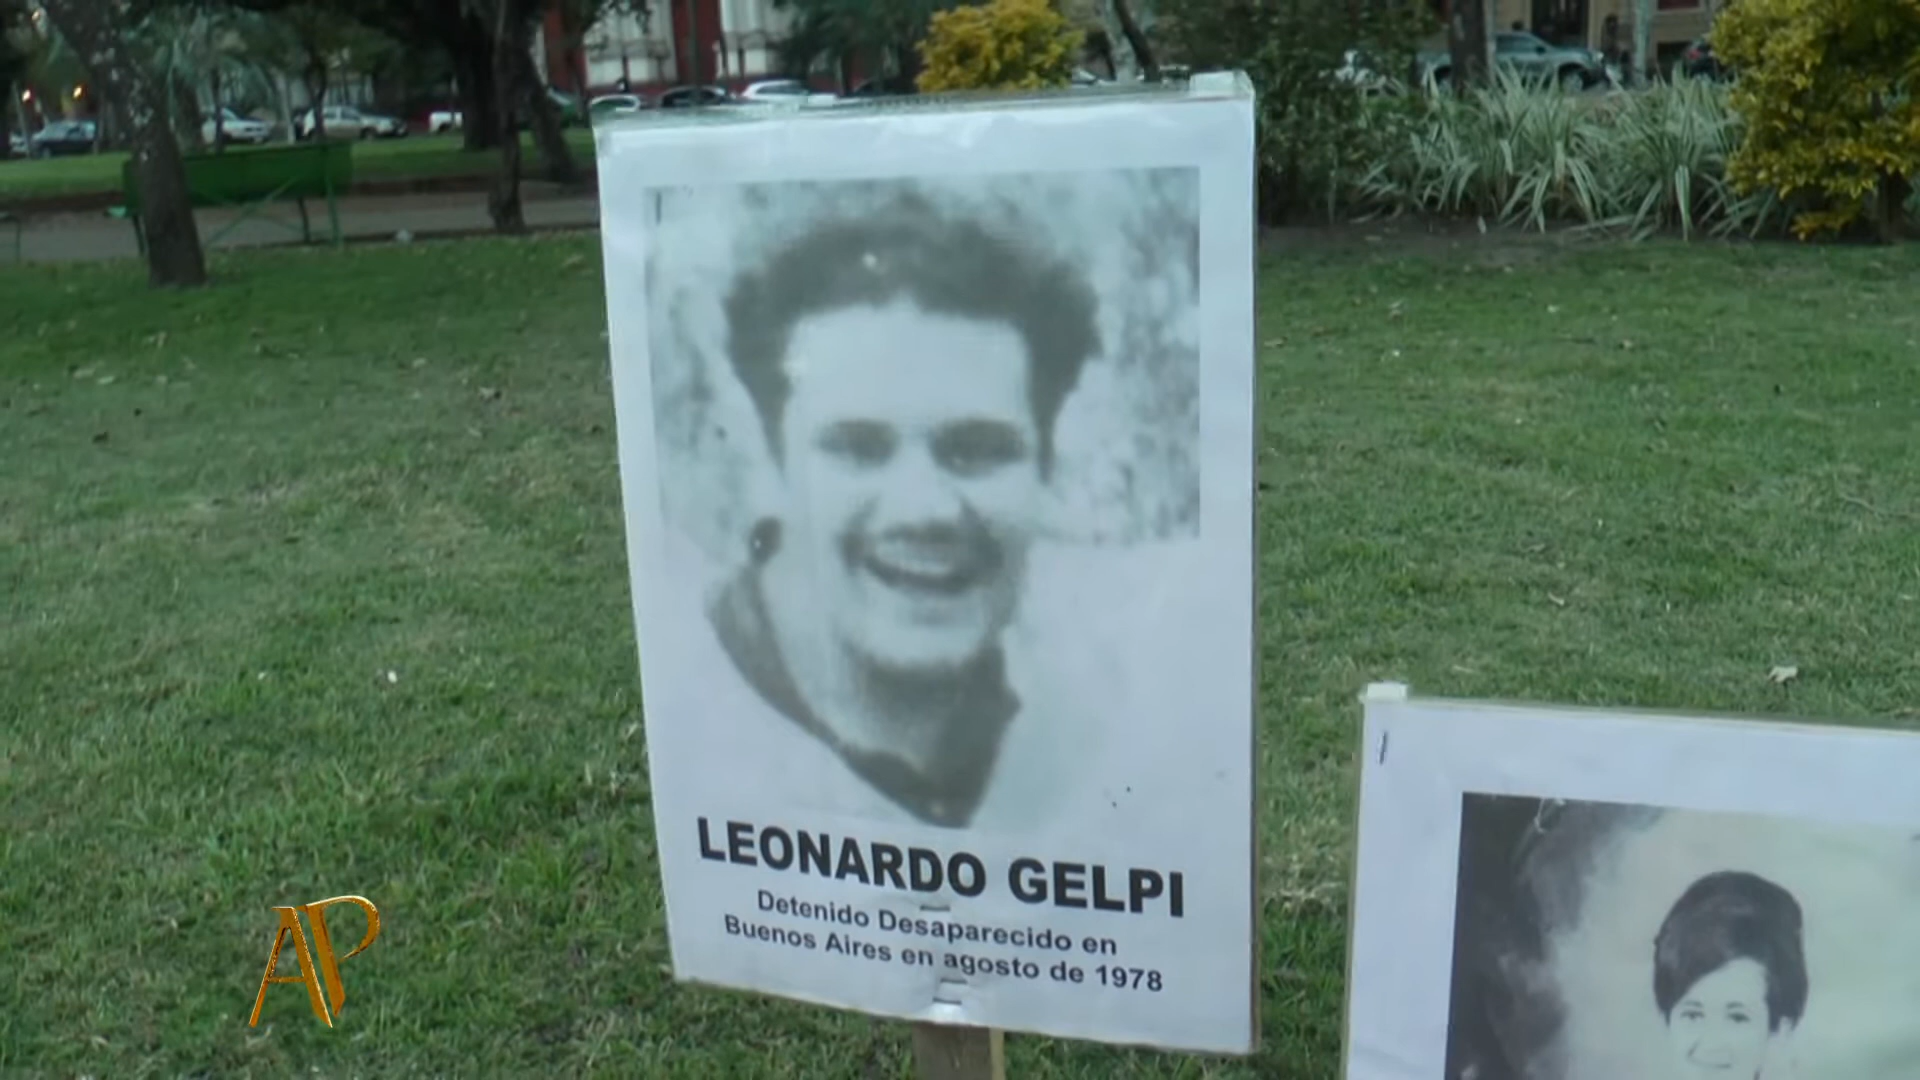 LEONARDO GELPI
Detenido Desaparecido en
Buenos Aires en agosto de 1978
AP